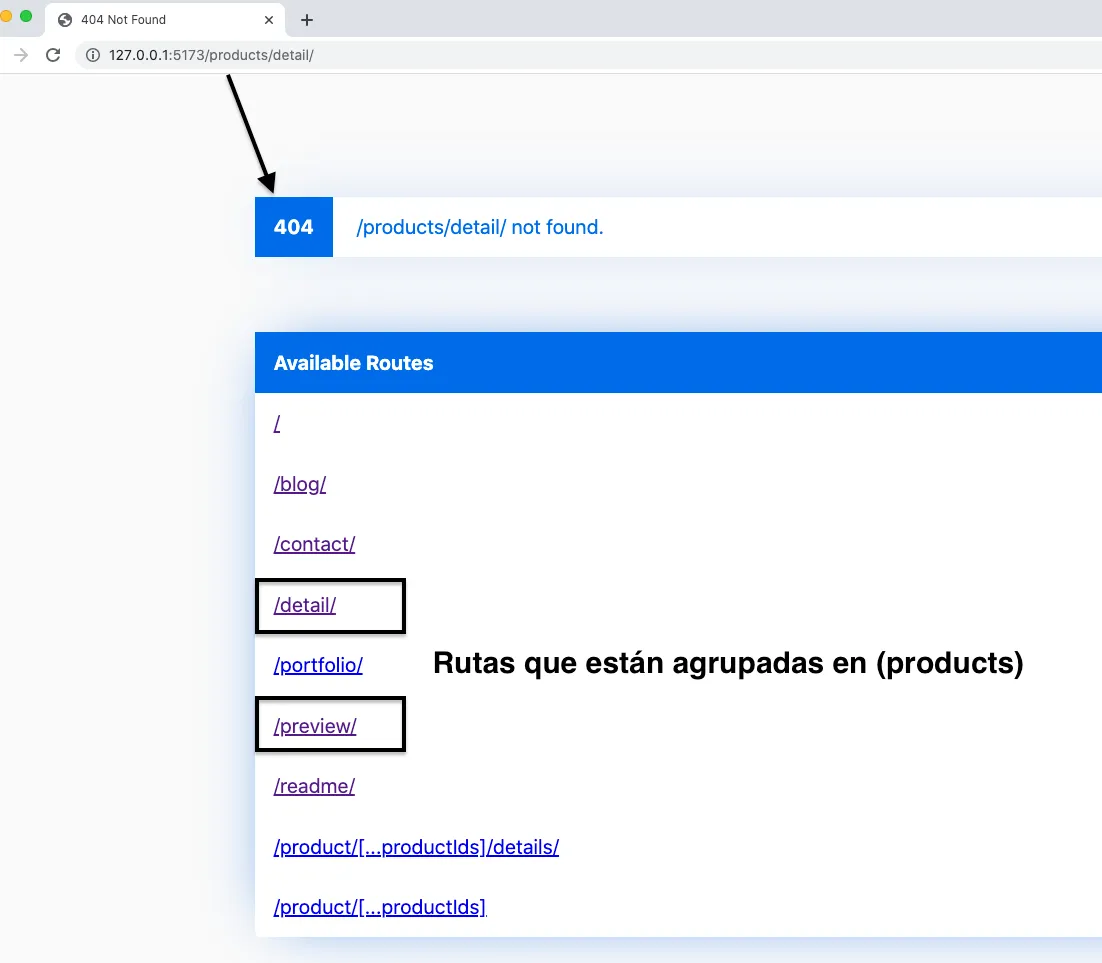 404 Not Found
127.0.0.1:5173/products/detail/
404 /products/detail/ not found.
Available Routes
/
/blog/
/contact/
/detail/
/portfolio/
Rutas que están agrupadas en (products)
/preview/
/readme/
/product/[...productIds]/details/
/product/[...productIds]